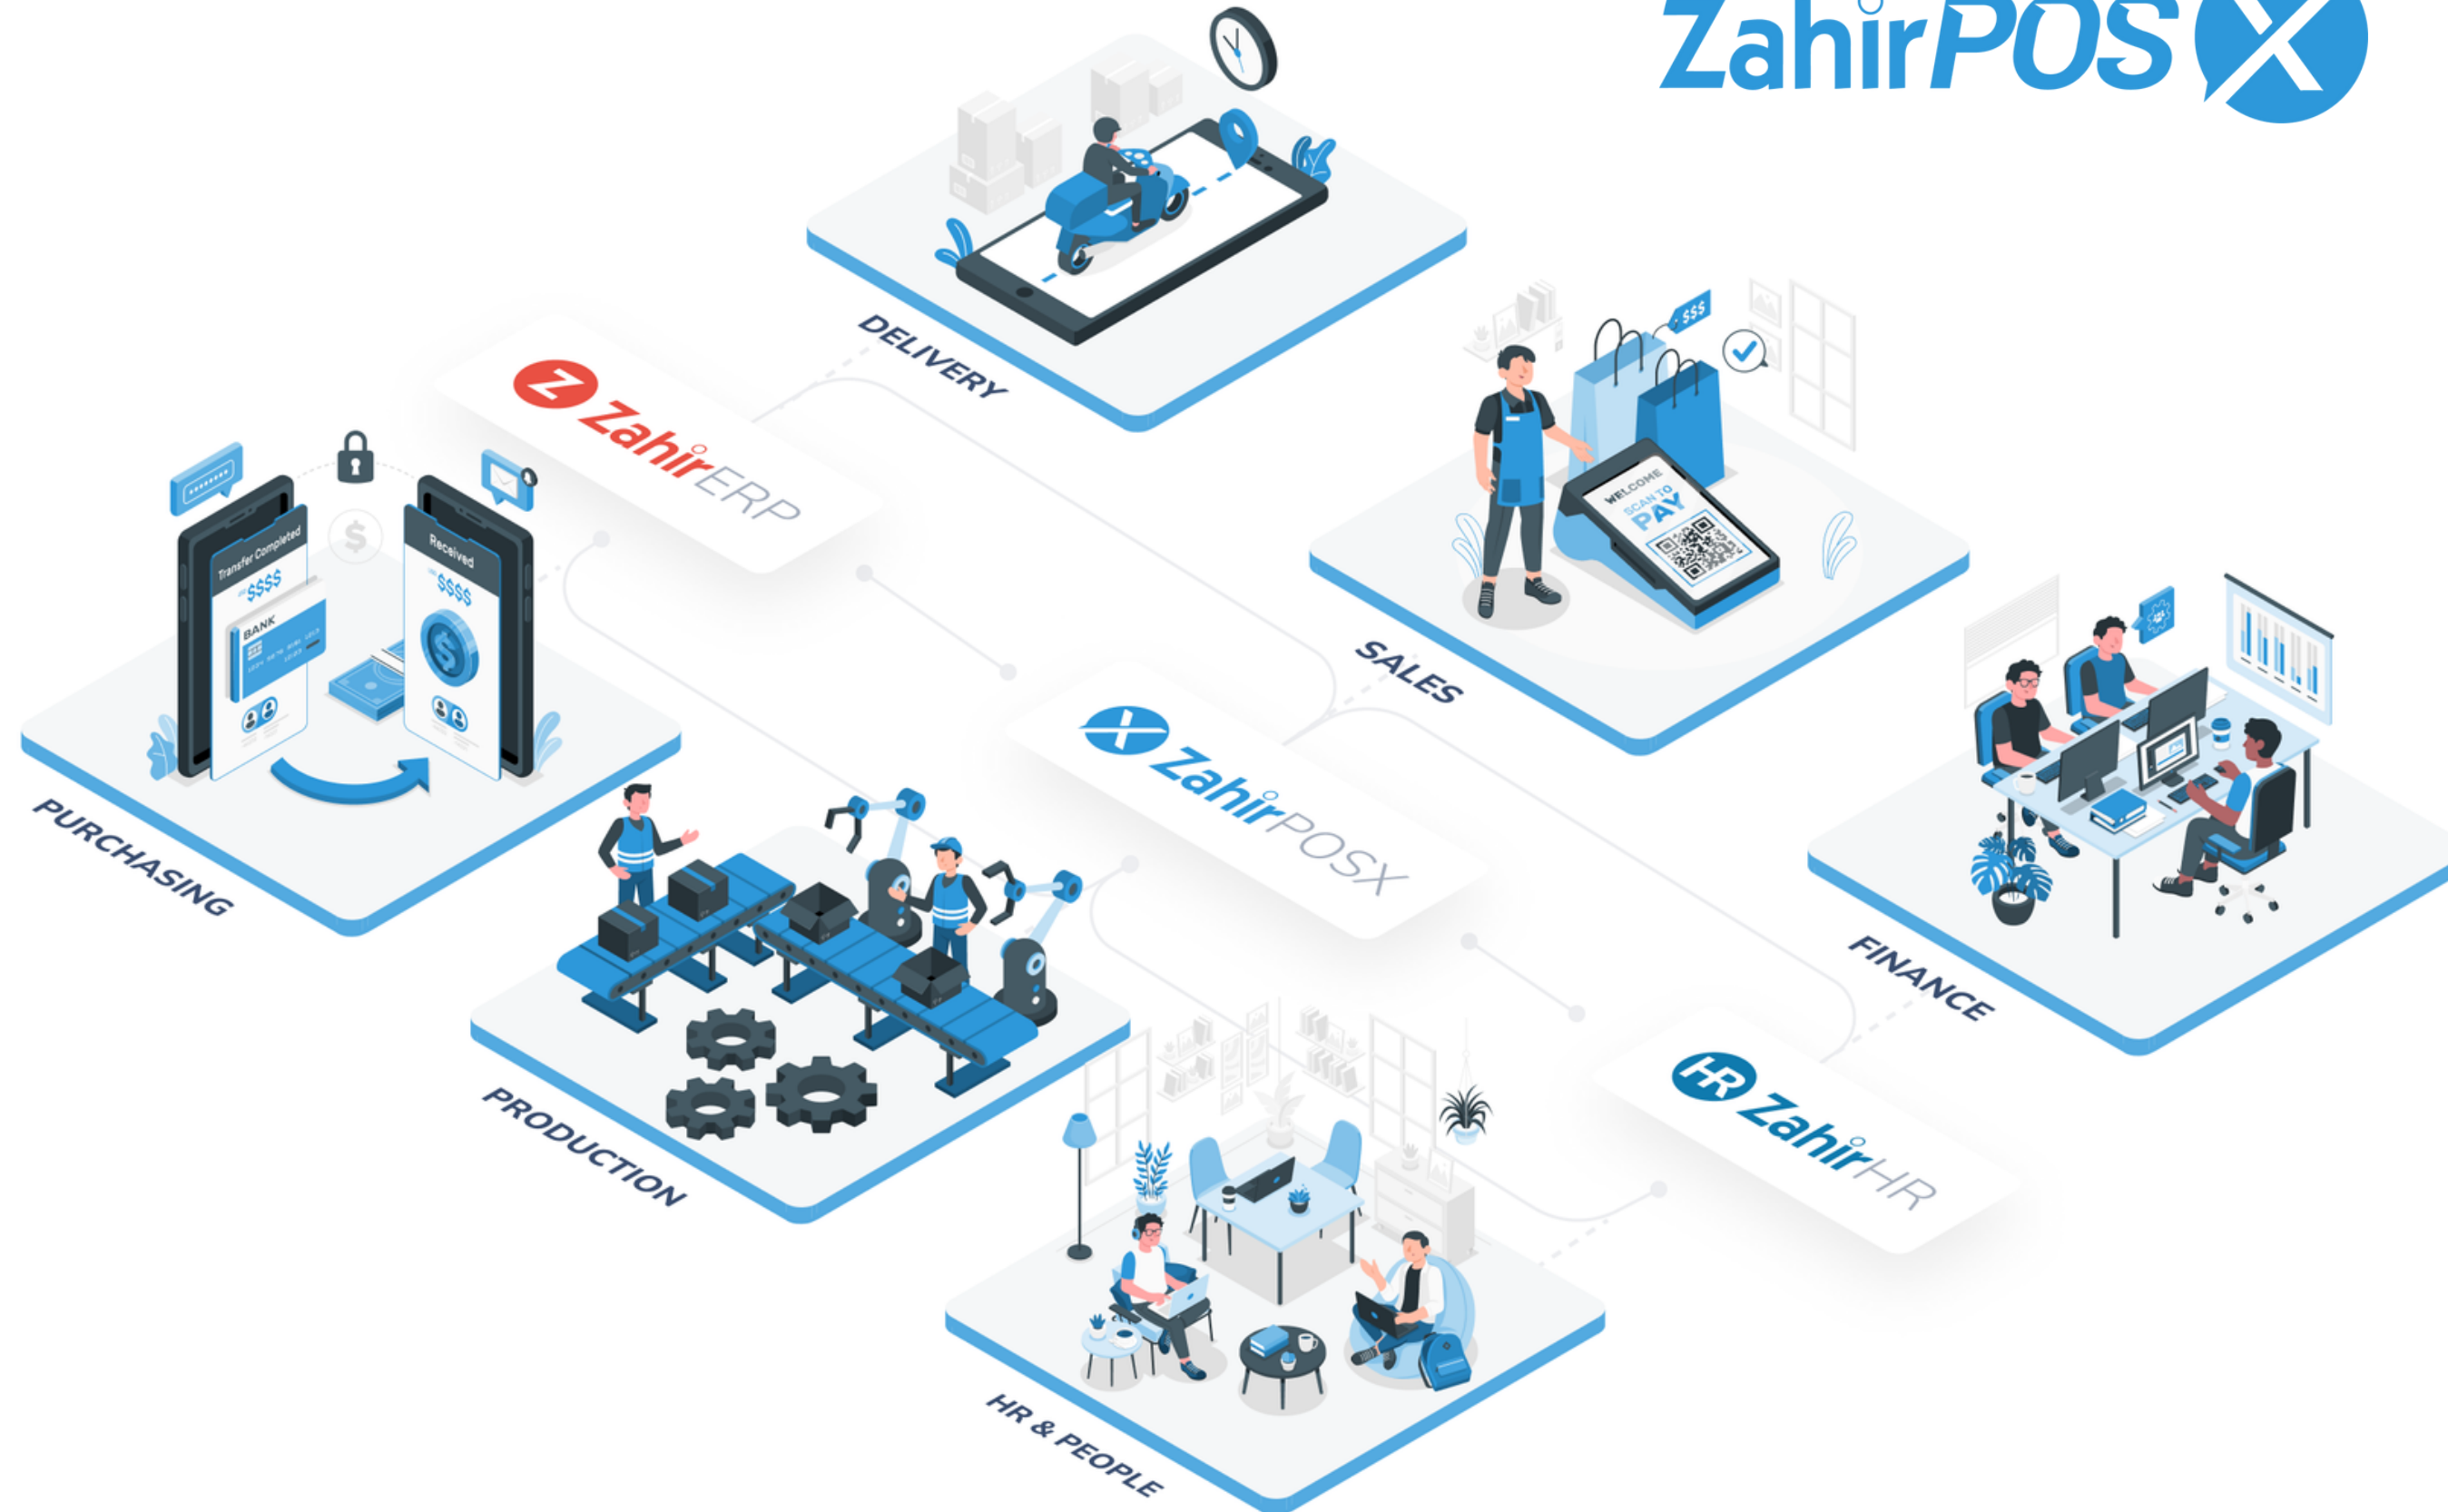 ZahirPOS X
DELIVERY
Z ZahirERP
$$$
WELCOME
SCAN TO
PAY
SALES
Transfer Completed
$$$$
BANK
Received
$$$$
$
$
PURCHASING
X ZahirPOSX
FINANCE
PRODUCTION
HR ZahirHR
HR & PEOPLE